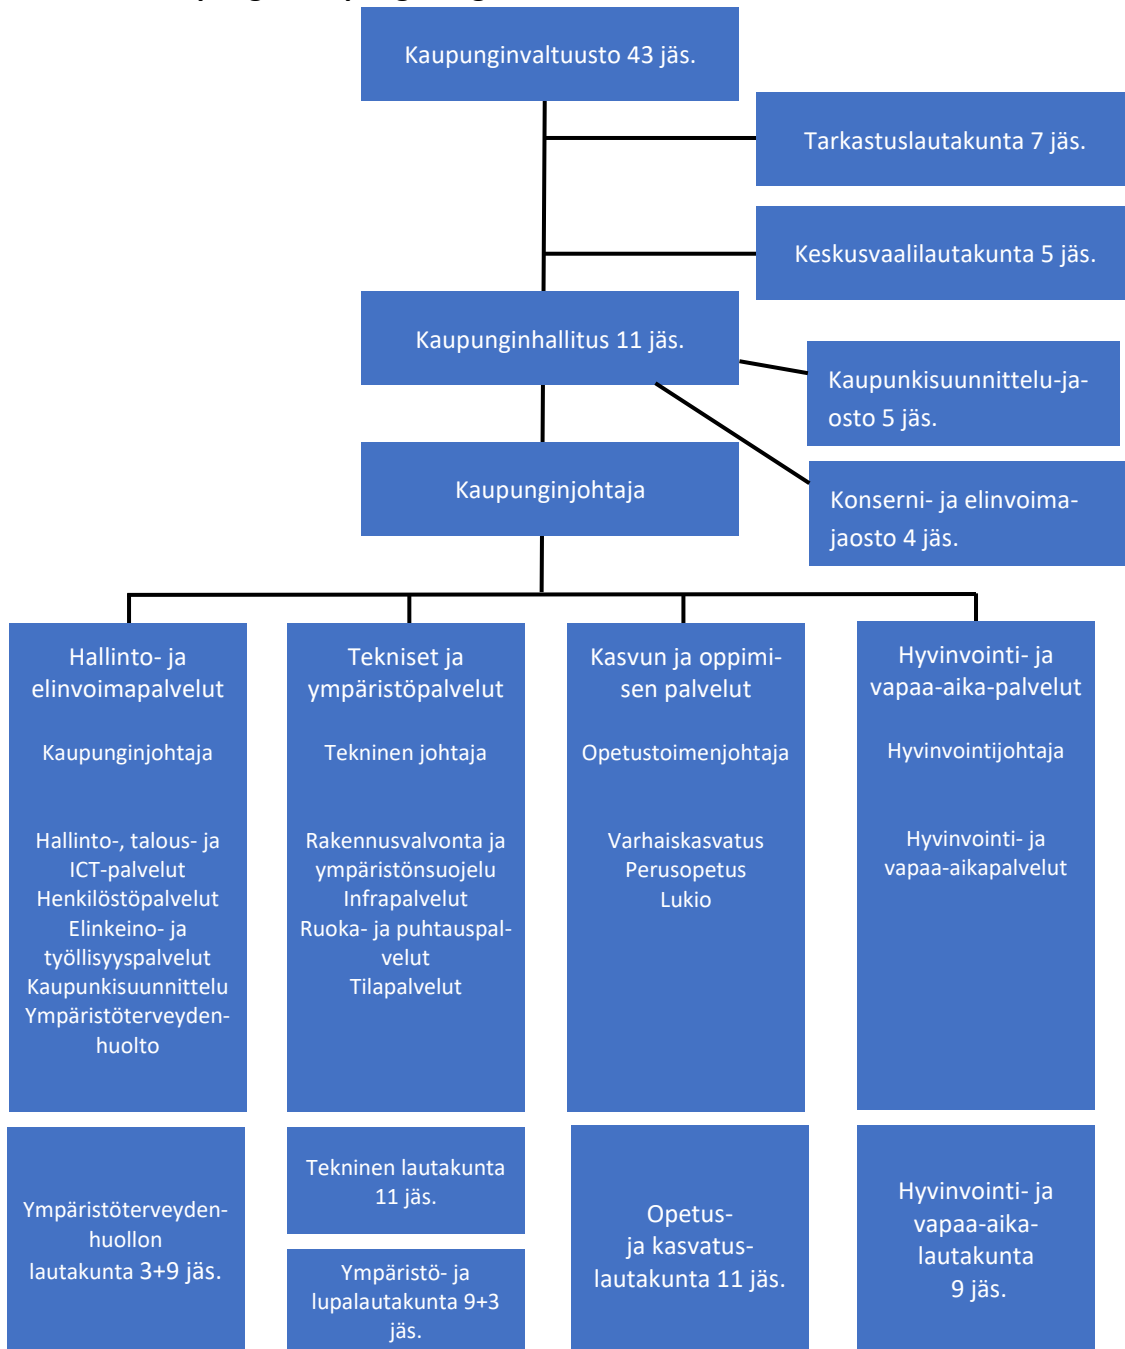 Kaupunginvaltuusto 43 jäs.
Tarkastuslautakunta 7 jäs.
Keskusvaalilautakunta 5 jäs.
Kaupunginhallitus 11 jäs.
Kaupunkisuunnittelu-ja-
osto 5 jäs.
Kaupunginjohtaja
Konserni- ja elinvoima-
jaosto 4 jäs.
Hallinto- ja
elinvoimapalvelut
Kaupunginjohtaja
Hallinto-, talous- ja
ICT-palvelut
Henkilöstöpalvelut
Elinkeino- ja
työllisyyspalvelut
Kaupunkisuunnittelu
Ympäristöterveyden-
huolto
Tekniset ja
ympäristöpalvelut
Tekninen johtaja
Rakennusvalvonta ja
ympäristönsuojelu
Infrapalvelut
Ruoka- ja puhtauspal-
velut
Tilapalvelut
Kasvun ja oppimi-
sen palvelut
Opetustoimenjohtaja
Varhaiskasvatus
Perusopetus
Lukio
Hyvinvointi- ja
vapaa-aika-palvelut
Hyvinvointijohtaja
Hyvinvointi- ja
vapaa-aikapalvelut
Ympäristöterveyden-
huollon
lautakunta 3+9 jäs.
Tekninen lautakunta
11 jäs.
Ympäristö- ja
lupalautakunta 9+3
jäs.
Opetus-
ja kasvatus-
lautakunta 11 jäs.
Hyvinvointi- ja
vapaa-aika-
lautakunta
9 jäs.